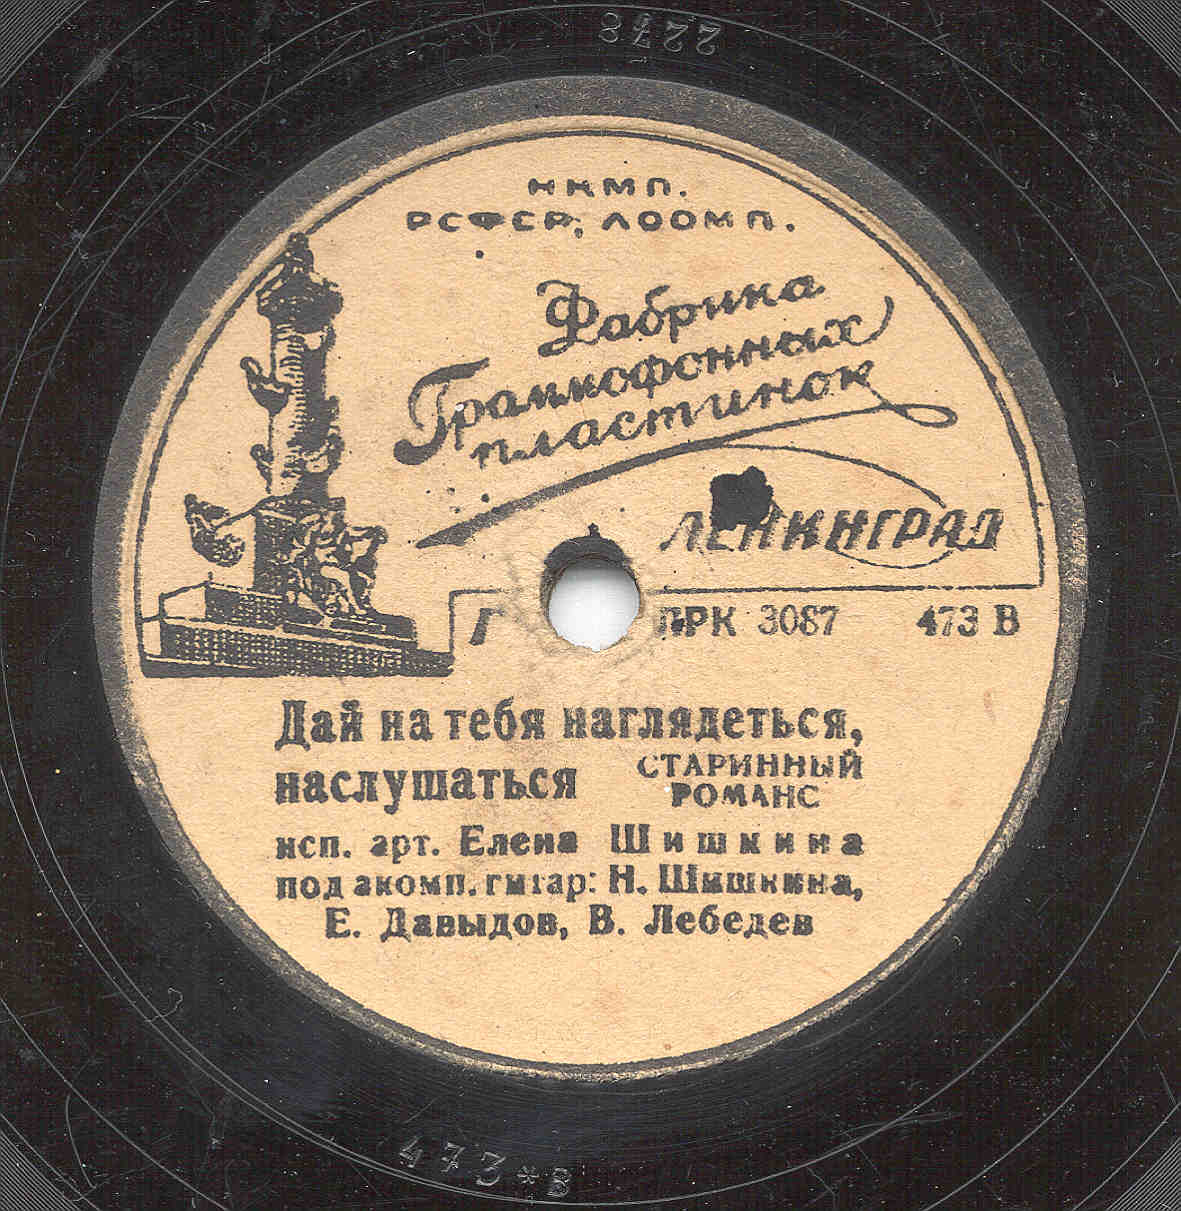 2278
НКМП.
РСФСР, ЛООМП.
Фабрика
Граммофонных
пластинок
ЛЕНИНГРАД
Г ПРК 3087 473 В
Дай на тебя наглядеться,
наслушаться СТАРИННЫЙ
РОМАНС
исп. арт. Елена Шишкина
под акомп. гитар: Н. Шишкина,
Е. Давыдов, В. Лебедев
473*В